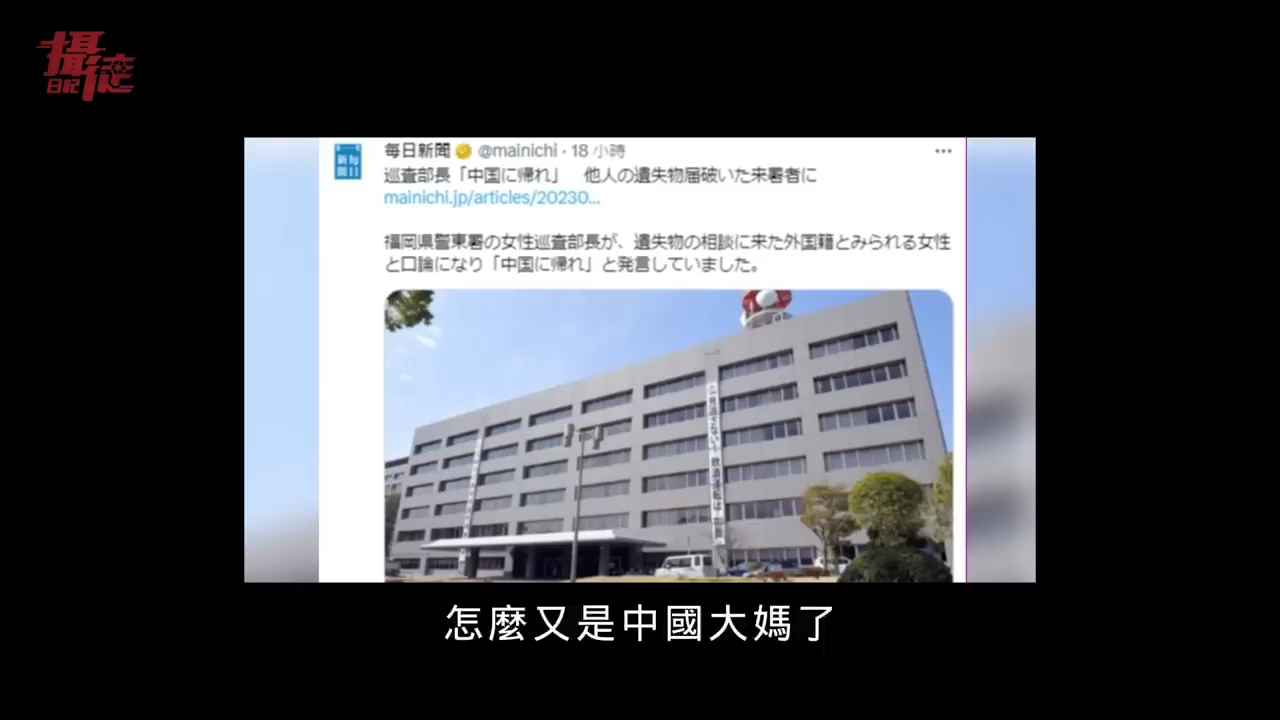 攝徒
日記
毎日新聞 @mainichi · 18 小時
巡査部長「中国に帰れ」　他人の遺失物届破いた来署者に
mainichi.jp/articles/20230...
福岡県警東署の女性巡査部長が、遺失物の相談に来た外国籍とみられる女性
と口論になり「中国に帰れ」と発言していました。
怎麼又是中國大媽了